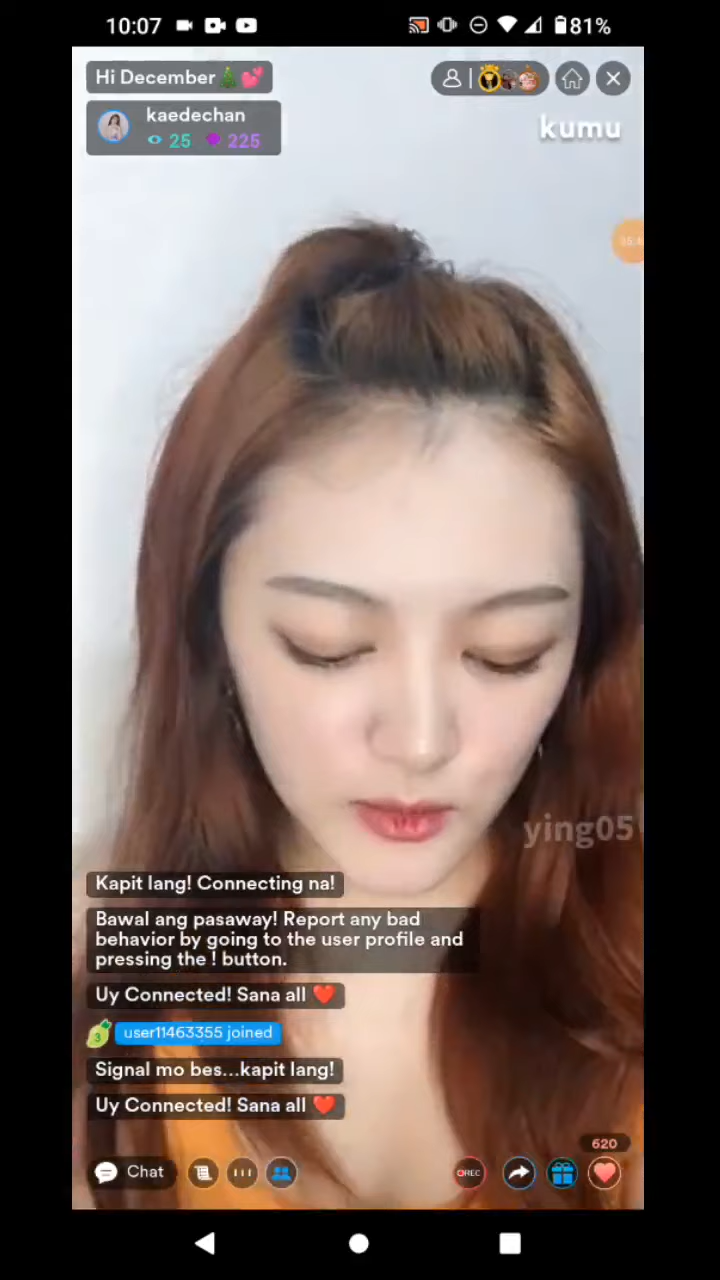 10:07
81%
Hi December🎄💕
kaedechan
25 225
kumu
ying05
Kapit lang! Connecting na!
Bawal ang pasaway! Report any bad
behavior by going to the user profile and
pressing the ! button.
Uy Connected! Sana all ❤️
3 user11463355 joined
Signal mo bes...kapit lang!
Uy Connected! Sana all ❤️
620
Chat
REC